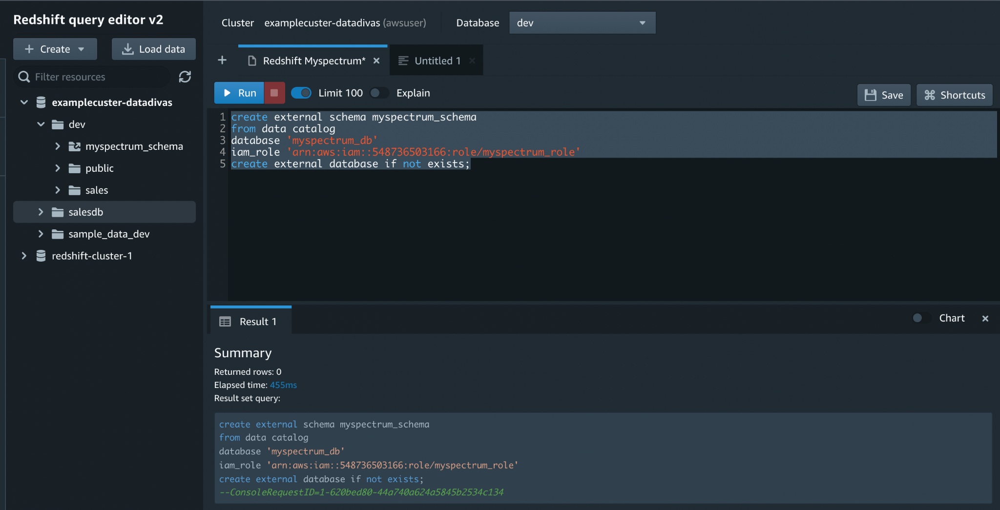 Redshift query editor v2
Create
Load data
Filter resources
examplecuster-datadivas
dev
myspectrum_schema
public
sales
salesdb
sample_data_dev
redshift-cluster-1
Cluster examplecuster-datadivas (awsuser) Database dev
+ Redshift Myspectrum* × Untitled 1 ×
Run Limit 100 Explain Save Shortcuts
1 create external schema myspectrum_schema
2 from data catalog
3 database 'myspectrum_db'
4 iam_role 'arn:aws:iam::548736503166:role/myspectrum_role'
5 create external database if not exists;
Result 1 Chart ×
Summary
Returned rows: 0
Elapsed time: 455ms
Result set query:
create external schema myspectrum_schema
from data catalog
database 'myspectrum_db'
iam_role 'arn:aws:iam::548736503166:role/myspectrum_role'
create external database if not exists;
--ConsoleRequestID=1-620bed80-44a740a624a5845b2534c134